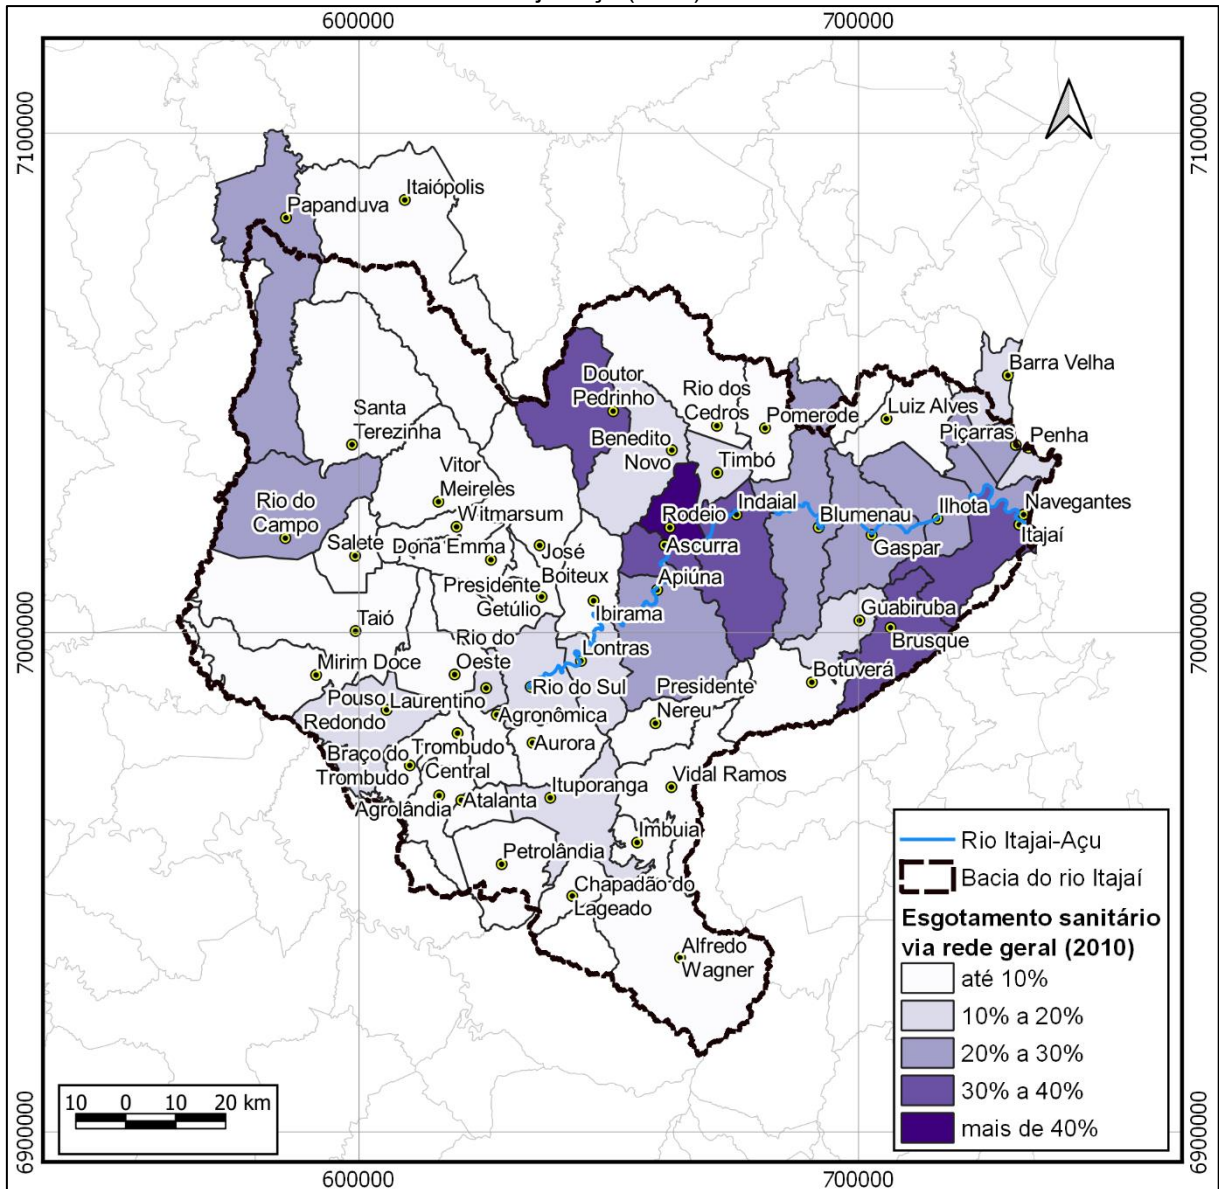 600000
700000
7100000
7100000
Itaiópolis
Papanduva
Barra Velha
Doutor
Pedrinho
Rio dos
Cedros
Luiz Alves
Santa
Terezinha
Pomerode
Piçarras
Penha
Benedito
Novo
Timbó
Vitor
Meireles
Rio do
Campo
Witmarsum
Rodeio
Indaial
Blumenau
Ilhota
Navegantes
Itajaí
Salete
Dona Emma
José
Boiteux
Ascurra
Gaspar
Presidente
Getúlio
Apiúna
Ibirama
Guabiruba
Taió
Brusque
7000000
7000000
Rio do
Oeste
Lontras
Mirim Doce
Botuverá
Pouso
Redondo
Laurentino
Rio do Sul
Presidente
Nereu
Agronômica
Braço do
Trombudo
Trombudo
Central
Aurora
Vidal Ramos
Agrolândia
Atalanta
Ituporanga
Imbuia
Petrolândia
Chapadão do
Lageado
Alfredo
Wagner
Rio Itajai-Açu
Bacia do rio Itajaí
Esgotamento sanitário
via rede geral (2010)
até 10%
10% a 20%
20% a 30%
30% a 40%
mais de 40%
10 0 10 20 km
6900000
6900000
600000
700000